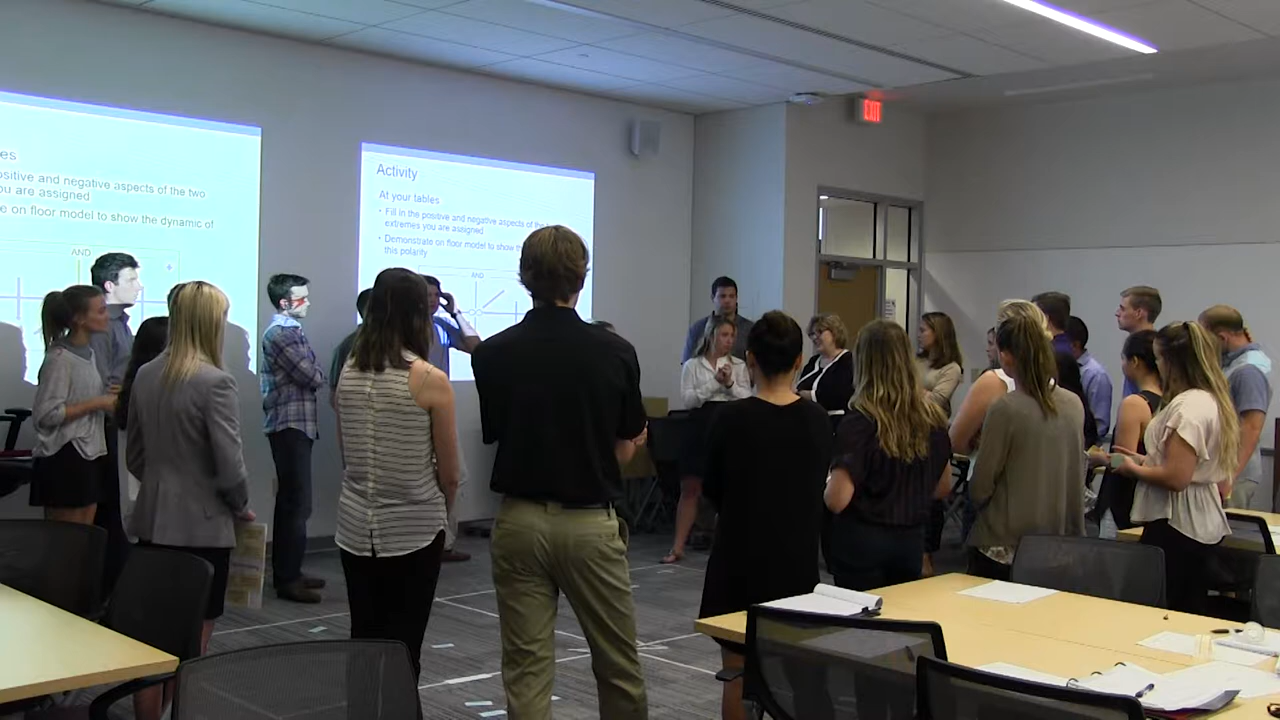 es
ositive and negative aspects of the two
ou are assigned
e on floor model to show the dynamic of
AND
+
Activity
At your tables
• Fill in the positive and negative aspects of the
extremes you are assigned
• Demonstrate on floor model to show
this polarity
AND
EXIT